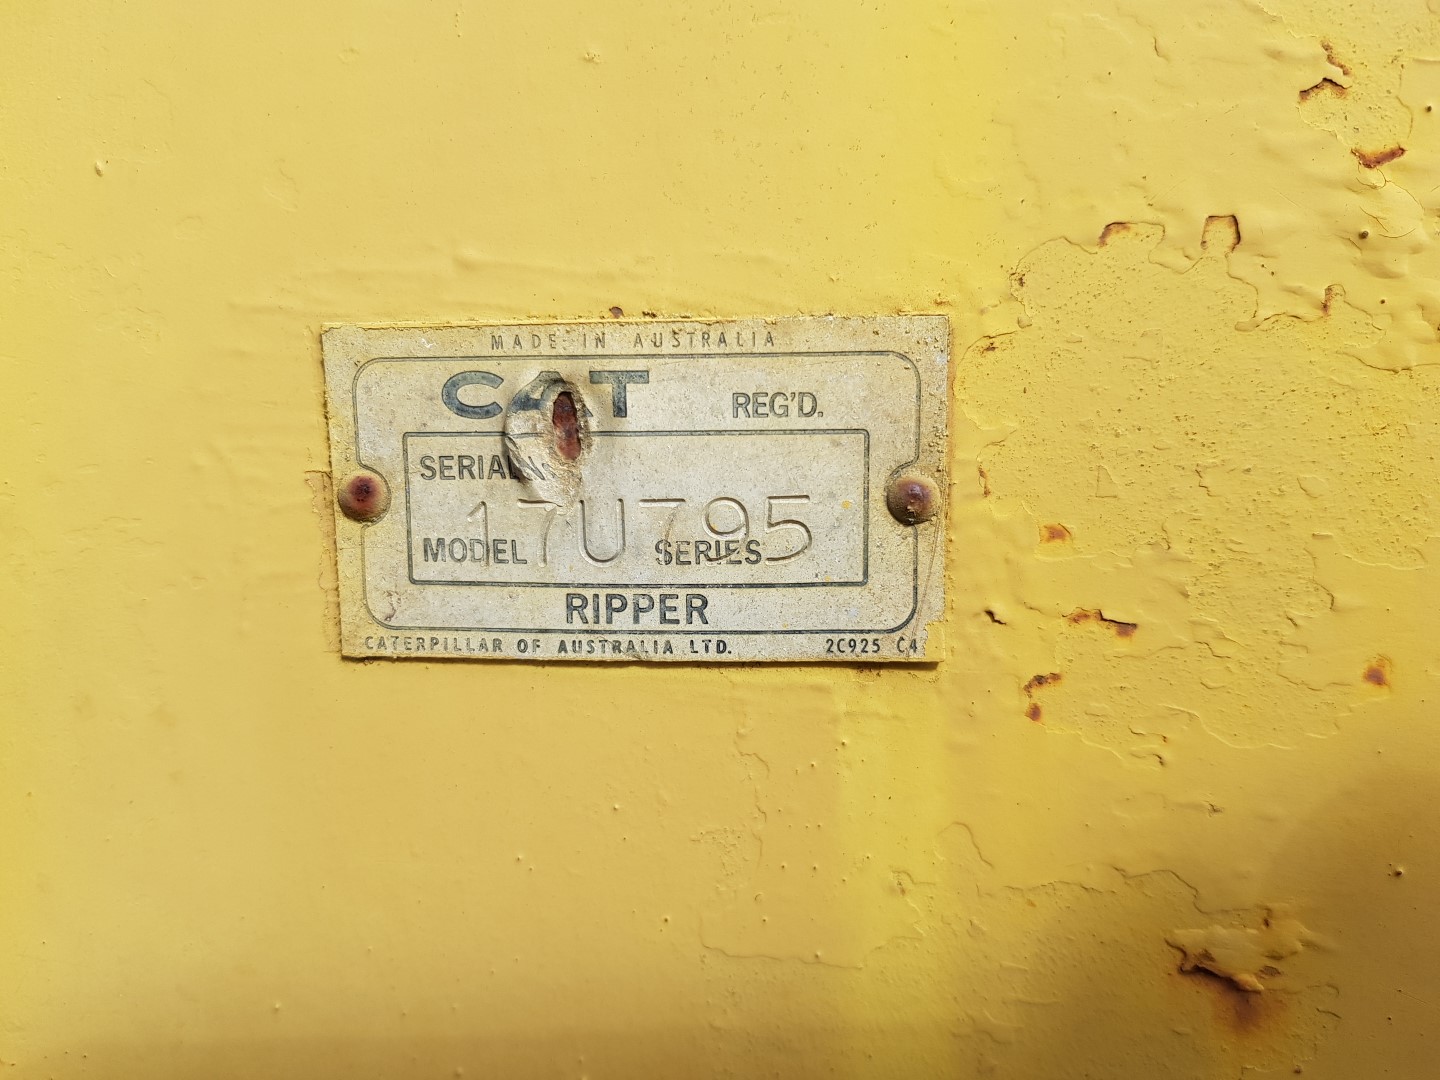 MADE IN AUSTRALIA
CAT REG'D.
SERIAL
17U795
MODEL SERIES
RIPPER
CATERPILLAR OF AUSTRALIA LTD. 2C925 C4